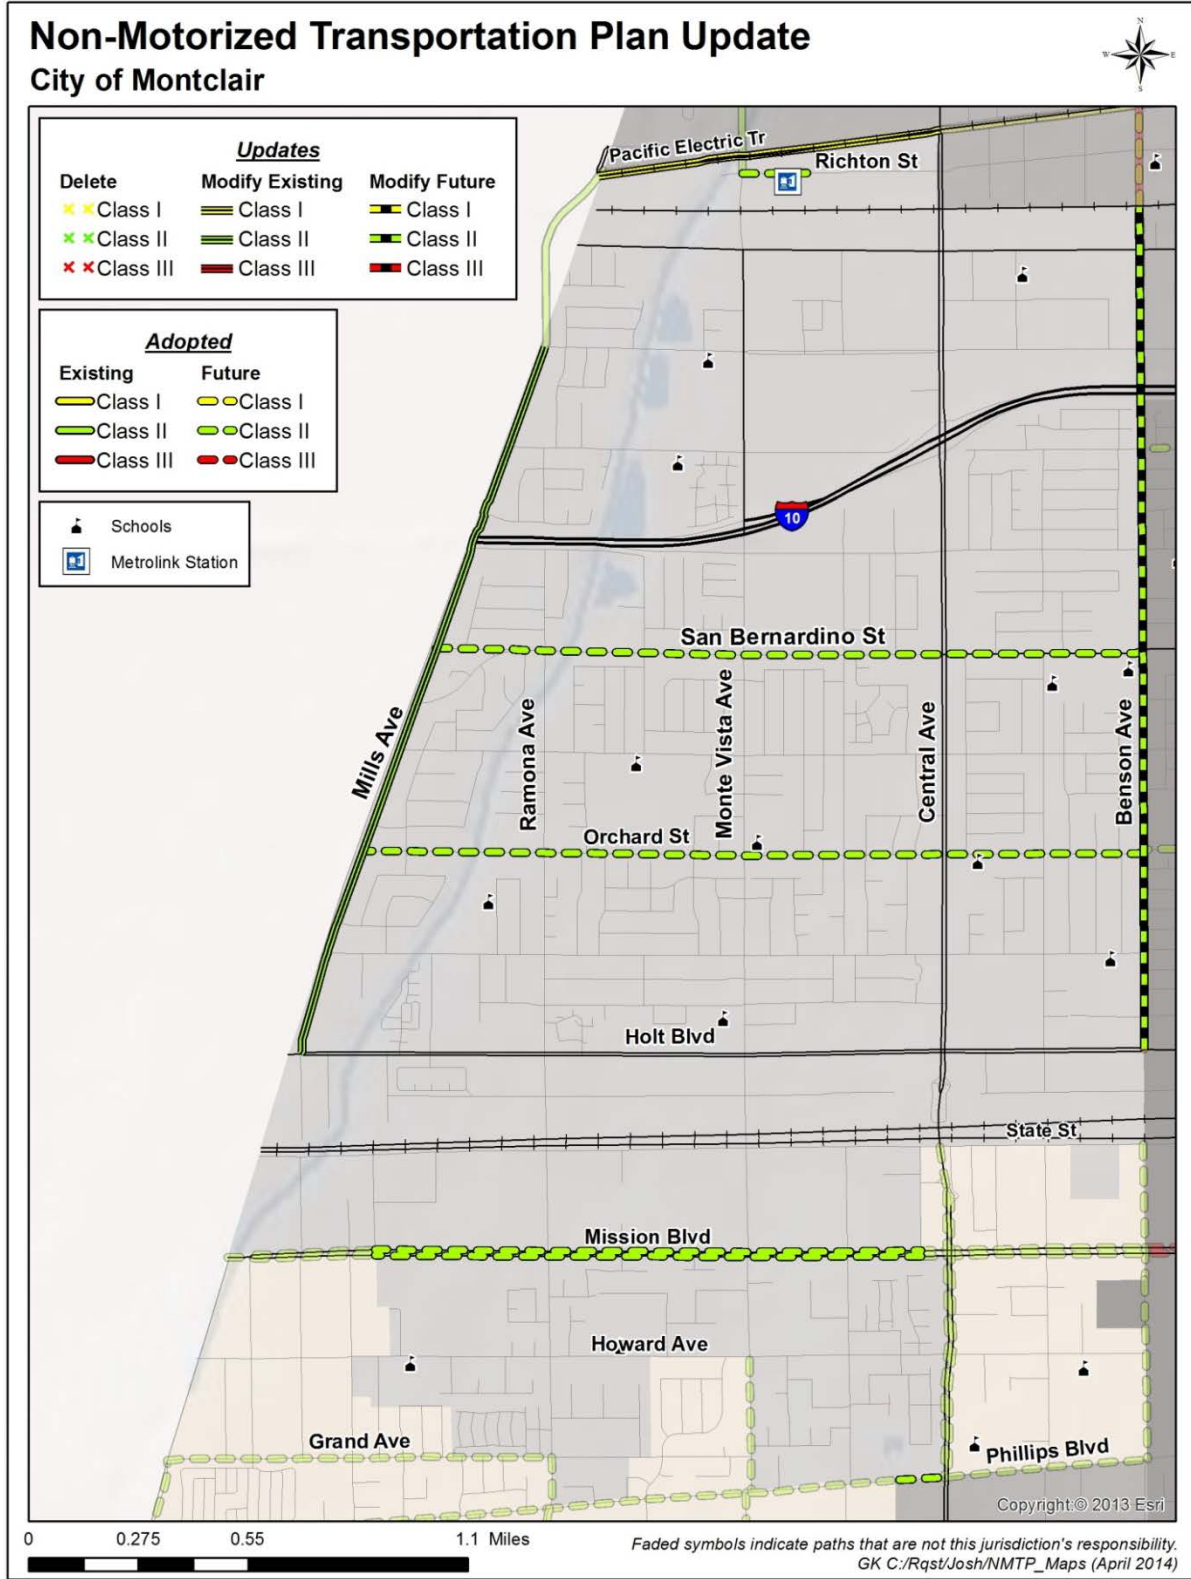 Non-Motorized Transportation Plan Update
City of Montclair
N
W
E
S
Updates
Delete Modify Existing Modify Future
Class I Class I Class I
Class II Class II Class II
Class III Class III Class III
Adopted
Existing Future
Class I Class I
Class II Class II
Class III Class III
Schools
Metrolink Station
Pacific Electric Tr
Richton St
10
San Bernardino St
Mills Ave
Ramona Ave
Monte Vista Ave
Central Ave
Benson Ave
Orchard St
Holt Blvd
State St
Mission Blvd
Howard Ave
Grand Ave
Phillips Blvd
Copyright:© 2013 Esri
0 0.275 0.55 1.1 Miles
Faded symbols indicate paths that are not this jurisdiction's responsibility.
GK C:/Rqst/Josh/NMTP_Maps (April 2014)